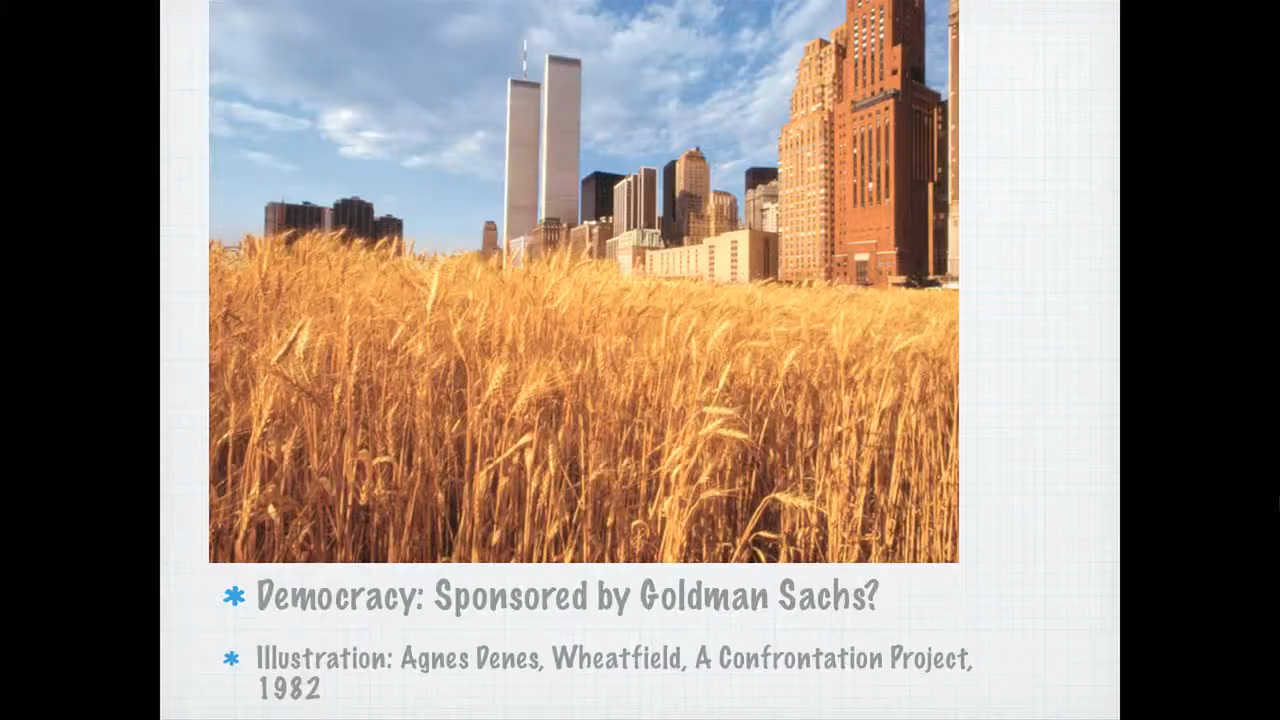 Democracy: Sponsored by Goldman Sachs?
Illustration: Agnes Denes, Wheatfield, A Confrontation Project,
1982